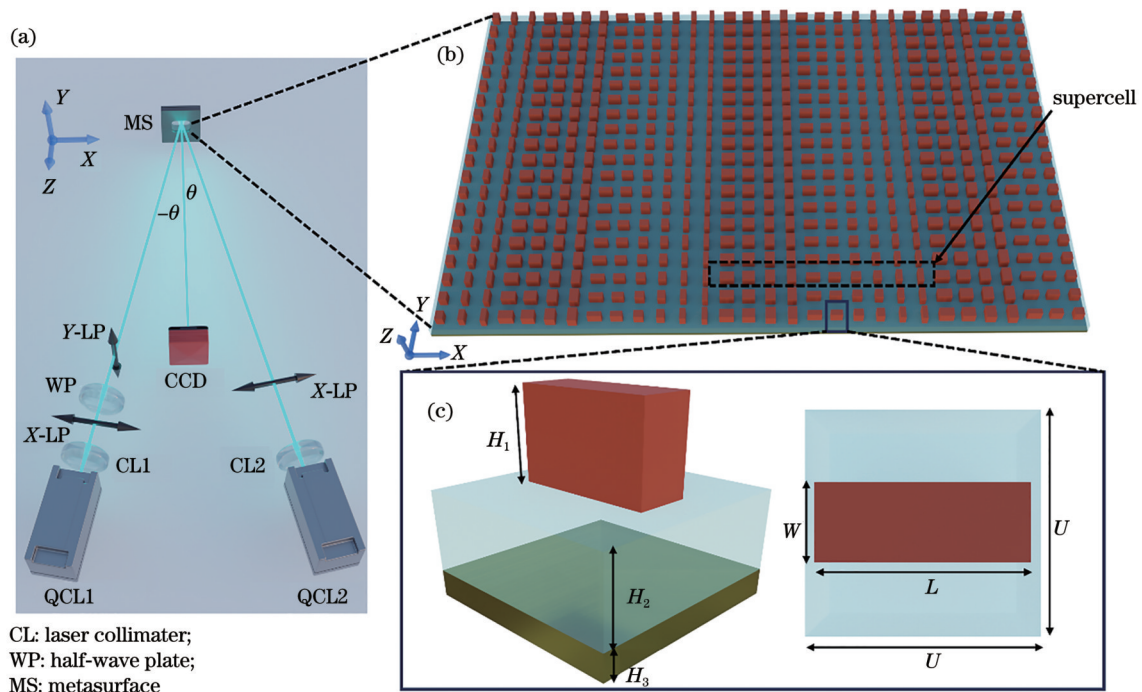 (a)
Y
X
Z
MS
θ
−θ
Y-LP
WP
X-LP
CL1
CCD
X-LP
CL2
QCL1
QCL2
CL: laser collimater;
WP: half-wave plate;
MS: metasurface
(b)
supercell
Y
Z
X
(c)
H1
H2
H3
W
L
U
U